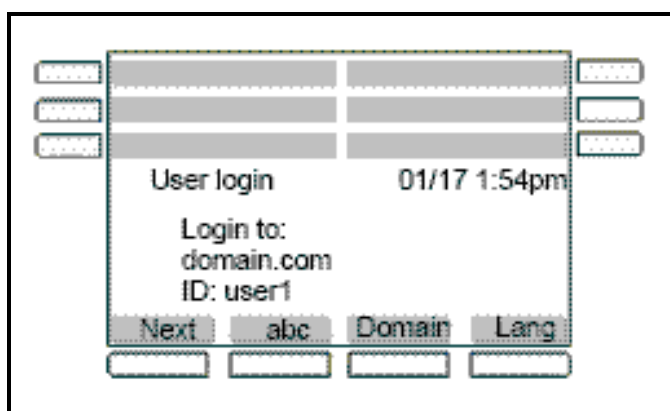 User login 01/17 1:54pm
Login to:
domain.com
ID: user1
Next abc Domain Lang